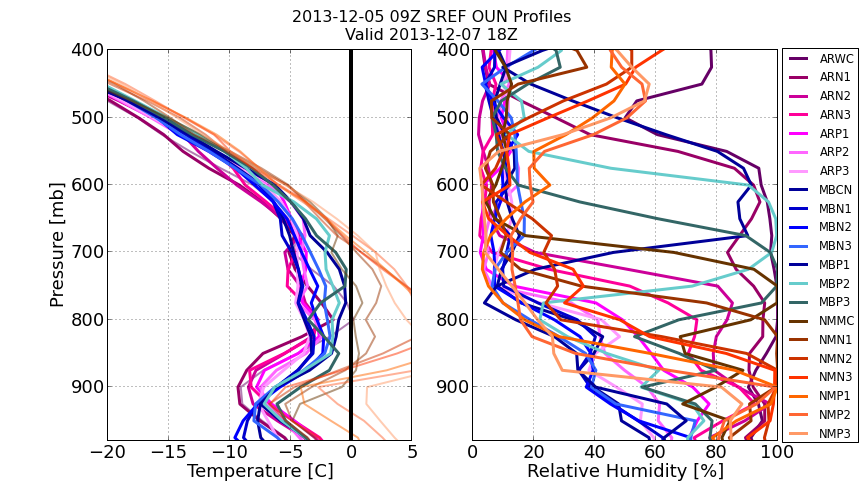 2013-12-05 09Z SREF OUN Profiles
Valid 2013-12-07 18Z
400
500
600
700
800
900
Pressure [mb]
−20 −15 −10 −5 0 5
Temperature [C]
400
500
600
700
800
900
0 20 40 60 80 100
Relative Humidity [%]
ARWC
ARN1
ARN2
ARN3
ARP1
ARP2
ARP3
MBCN
MBN1
MBN2
MBN3
MBP1
MBP2
MBP3
NMMC
NMN1
NMN2
NMN3
NMP1
NMP2
NMP3